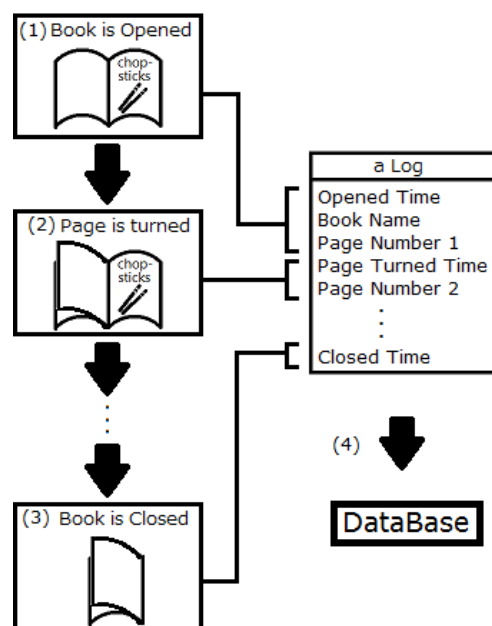 (1) Book is Opened
chop-
sticks
(2) Page is turned
chop-
sticks
(3) Book is Closed
a Log
Opened Time
Book Name
Page Number 1
Page Turned Time
Page Number 2
Closed Time
(4)
DataBase